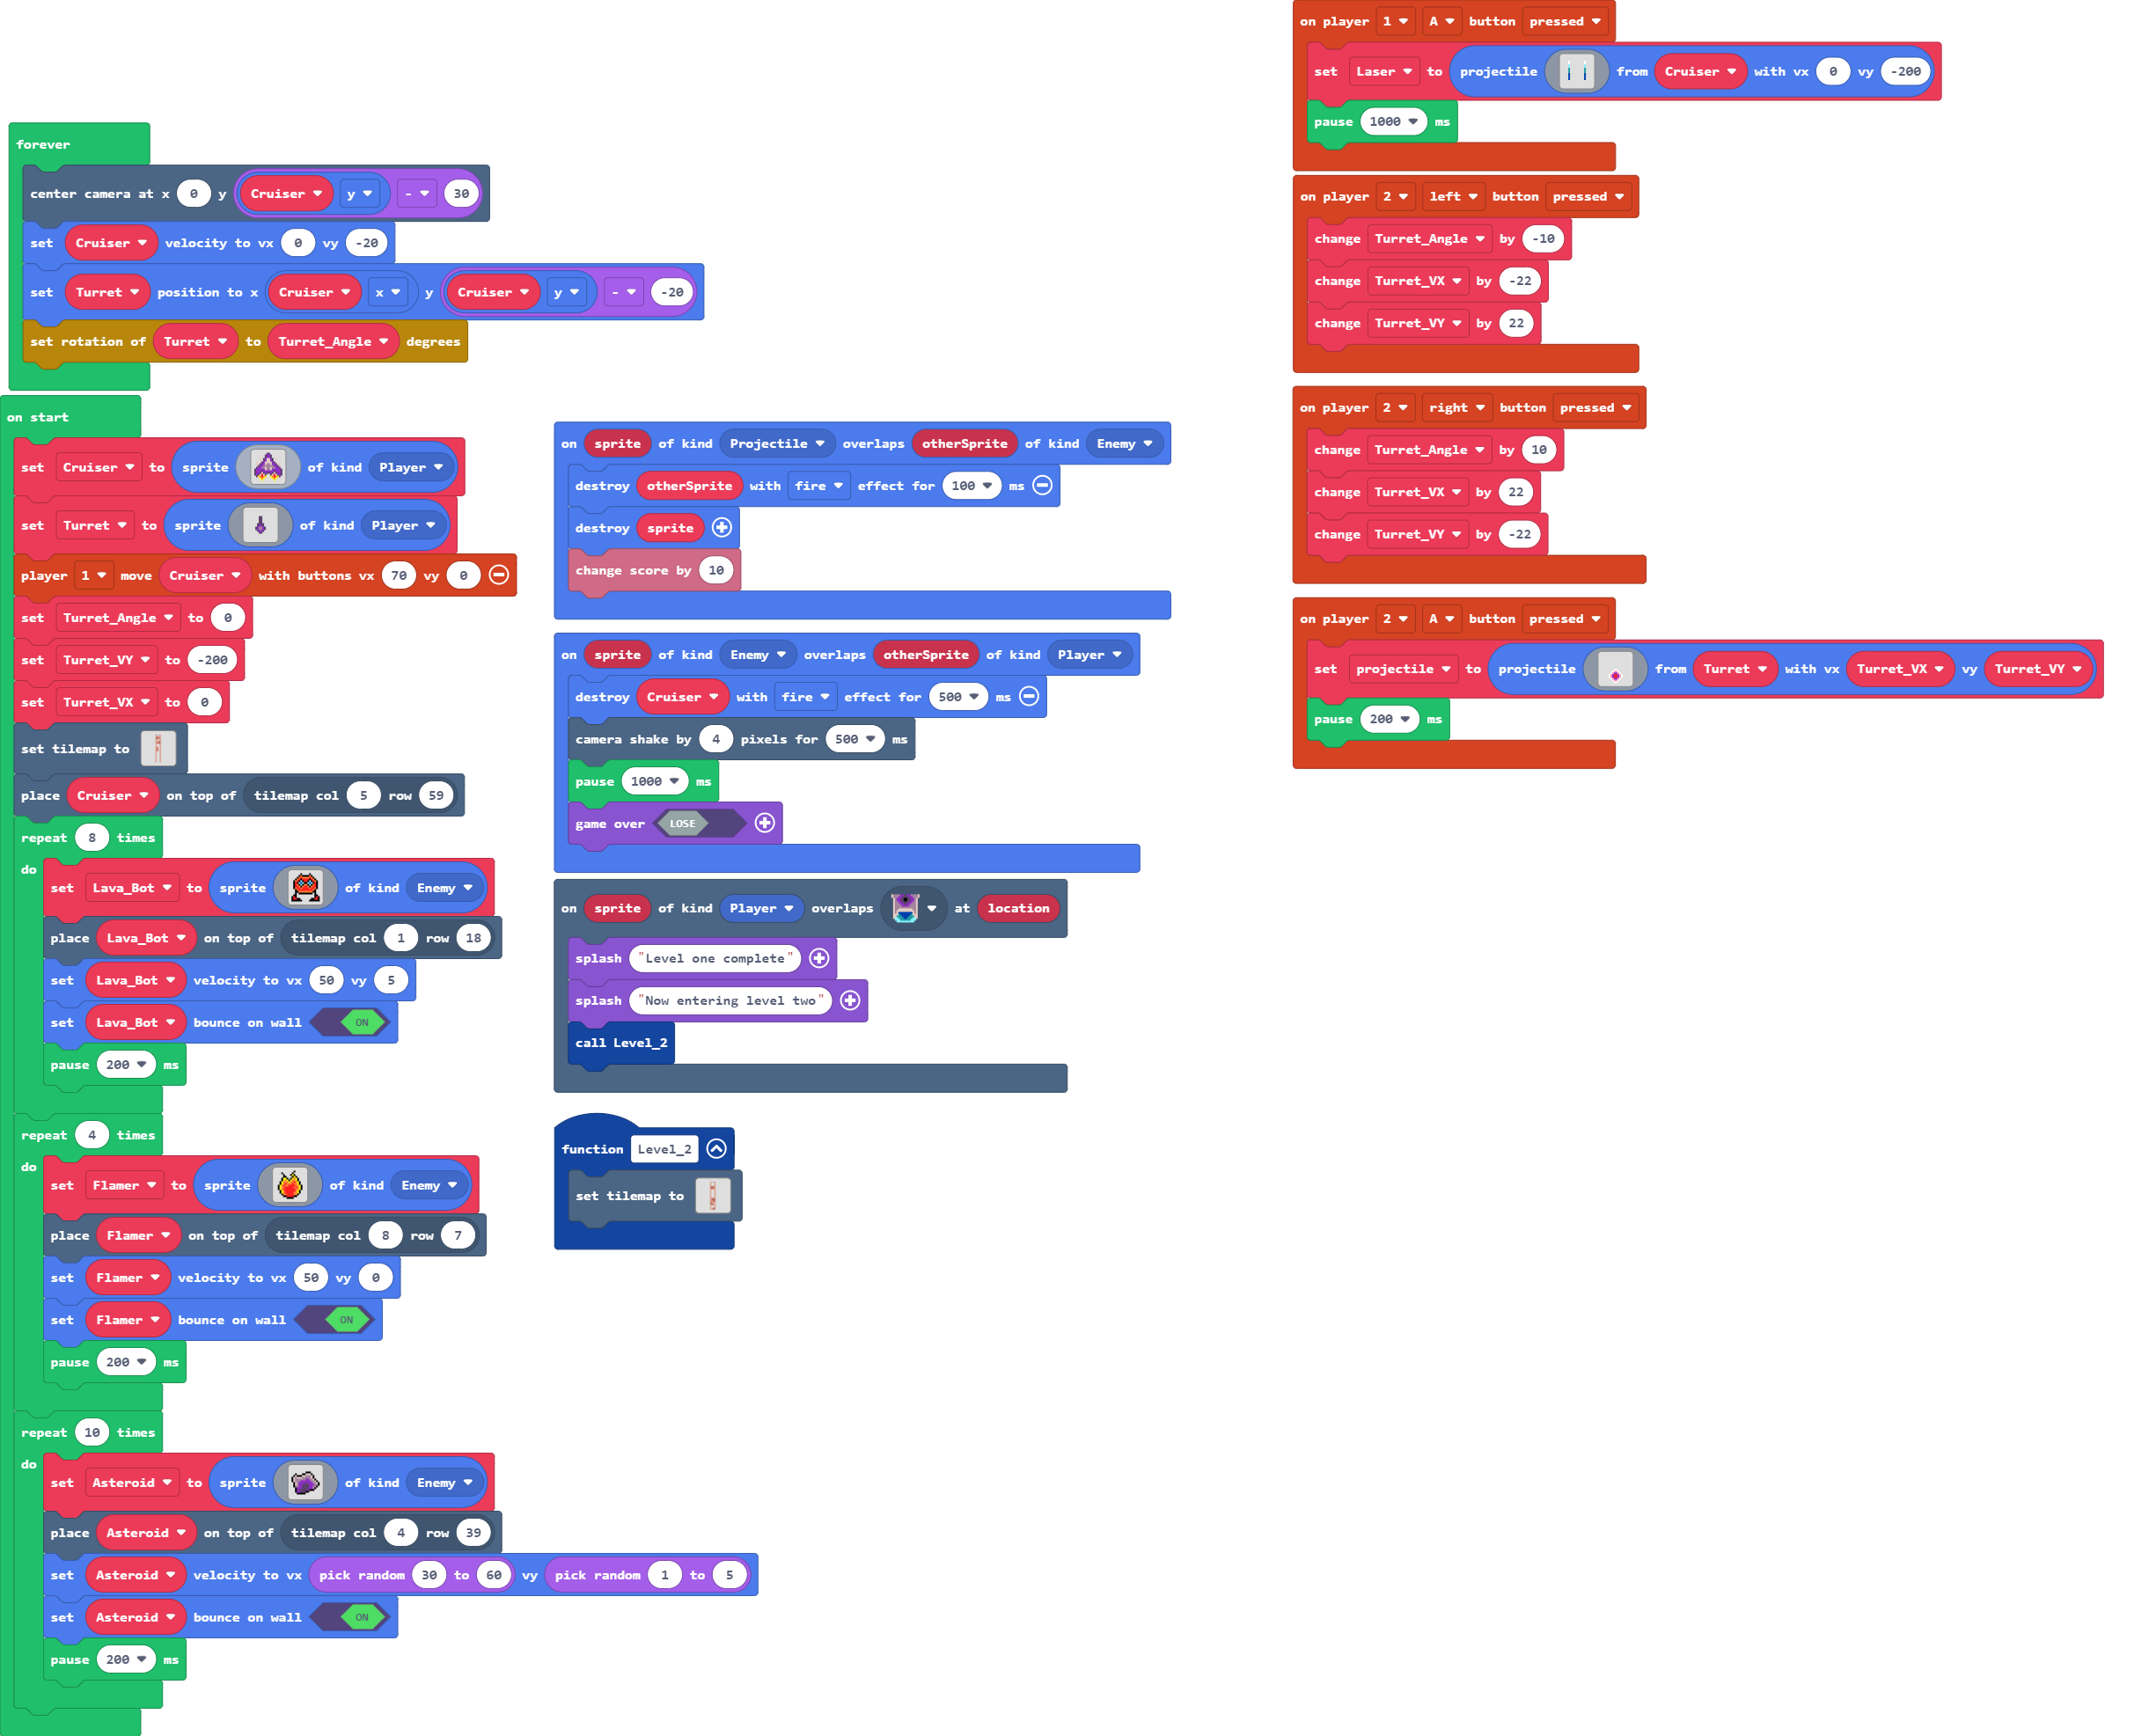 forever
center camera at x 0 y Cruiser y - 30
set Cruiser velocity to vx 0 vy -20
set Turret position to x Cruiser x y Cruiser y - -20
set rotation of Turret to Turret_Angle degrees
on start
set Cruiser to sprite of kind Player
set Turret to sprite of kind Player
player 1 move Cruiser with buttons vx 70 vy 0
set Turret_Angle to 0
set Turret_VY to -200
set Turret_VX to 0
set tilemap to
place Cruiser on top of tilemap col 5 row 59
repeat 8 times
do
set Lava_Bot to sprite of kind Enemy
place Lava_Bot on top of tilemap col 1 row 18
set Lava_Bot velocity to vx 50 vy 5
set Lava_Bot bounce on wall ON
pause 200 ms
repeat 4 times
do
set Flamer to sprite of kind Enemy
place Flamer on top of tilemap col 8 row 7
set Flamer velocity to vx 50 vy 0
set Flamer bounce on wall ON
pause 200 ms
repeat 10 times
do
set Asteroid to sprite of kind Enemy
place Asteroid on top of tilemap col 4 row 39
set Asteroid velocity to vx pick random 30 to 60 vy pick random 1 to 5
set Asteroid bounce on wall ON
pause 200 ms
on sprite of kind Projectile overlaps otherSprite of kind Enemy
destroy otherSprite with fire effect for 100 ms
destroy sprite
change score by 10
on sprite of kind Enemy overlaps otherSprite of kind Player
destroy Cruiser with fire effect for 500 ms
camera shake by 4 pixels for 500 ms
pause 1000 ms
game over LOSE
on sprite of kind Player overlaps at location
splash "Level one complete"
splash "Now entering level two"
call Level_2
function Level_2
set tilemap to
on player 1 A button pressed
set Laser to projectile from Cruiser with vx 0 vy -200
pause 1000 ms
on player 2 left button pressed
change Turret_Angle by -10
change Turret_VX by -22
change Turret_VY by 22
on player 2 right button pressed
change Turret_Angle by 10
change Turret_VX by 22
change Turret_VY by -22
on player 2 A button pressed
set projectile to projectile from Turret with vx Turret_VX vy Turret_VY
pause 200 ms